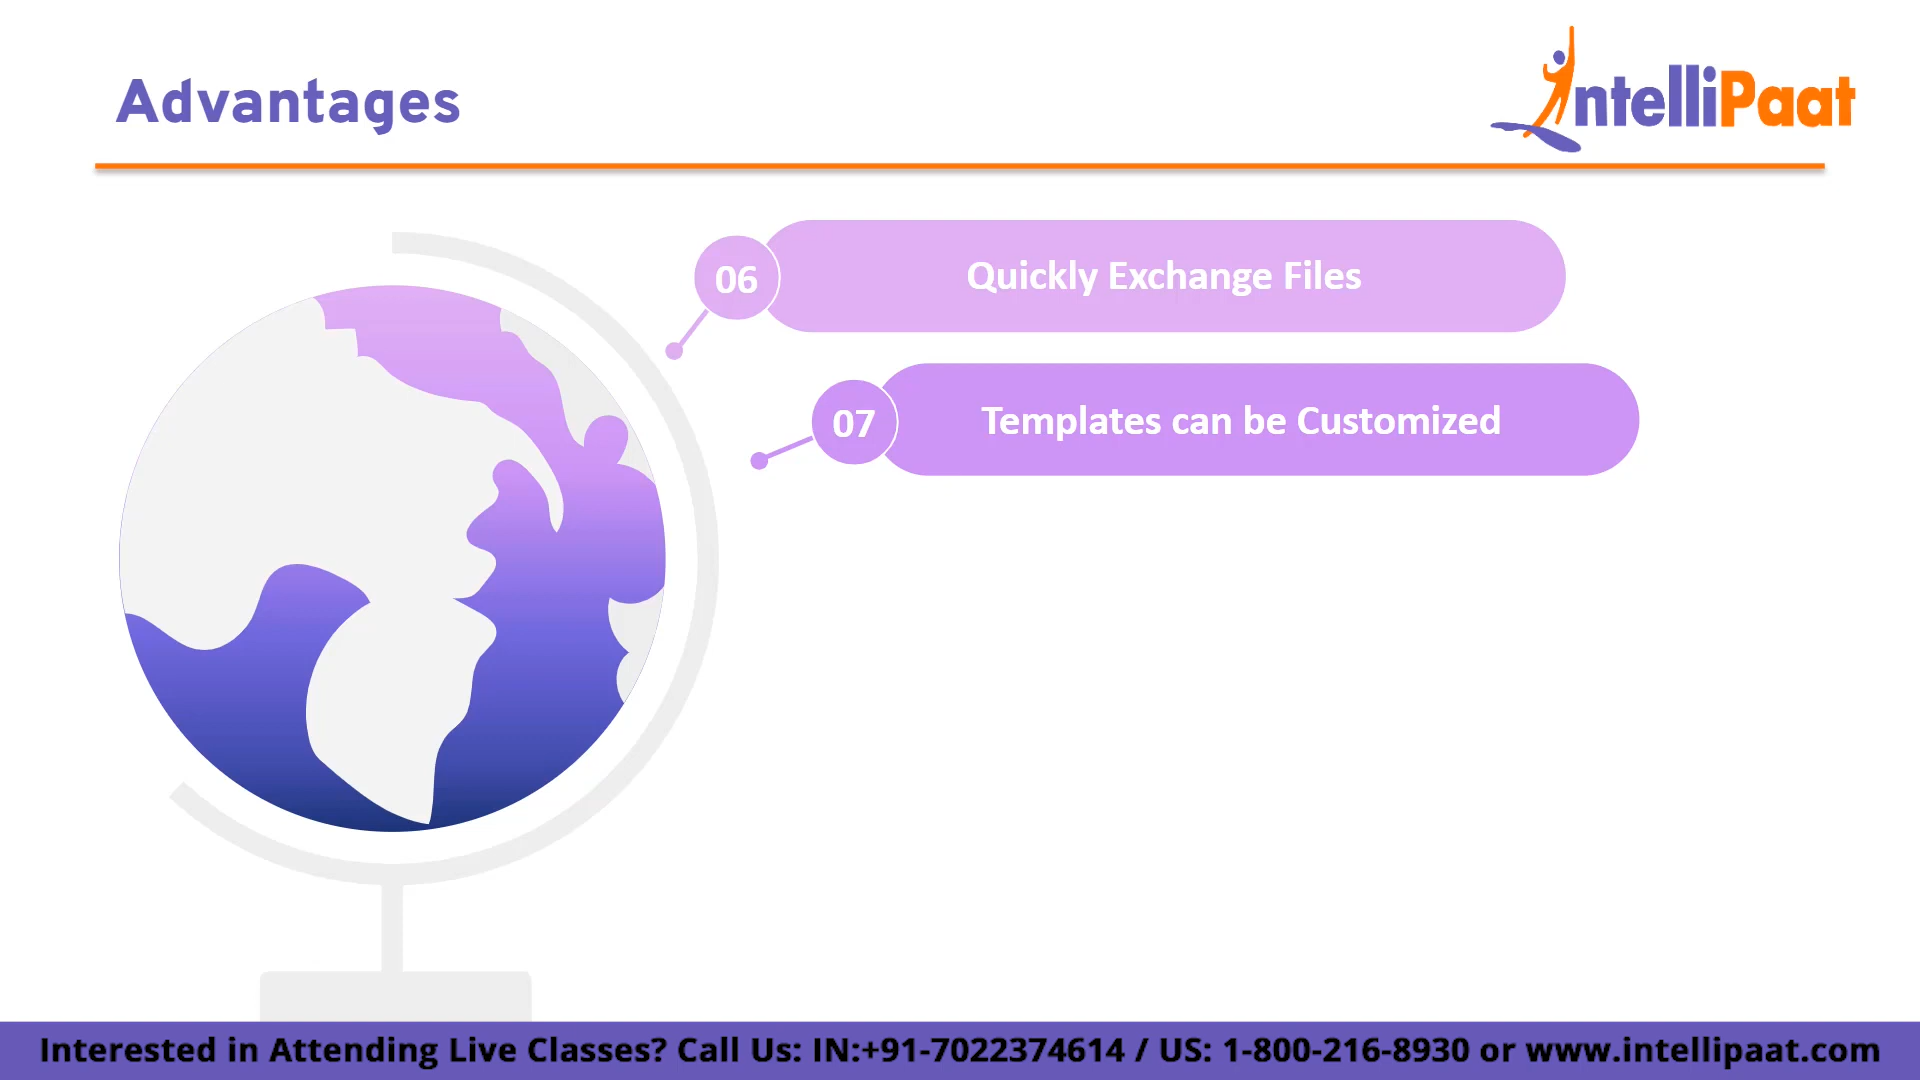 Advantages
ntelliPaat
06
Quickly Exchange Files
07
Templates can be Customized
Interested in Attending Live Classes? Call Us: IN:+91-7022374614 / US: 1-800-216-8930 or www.intellipaat.com